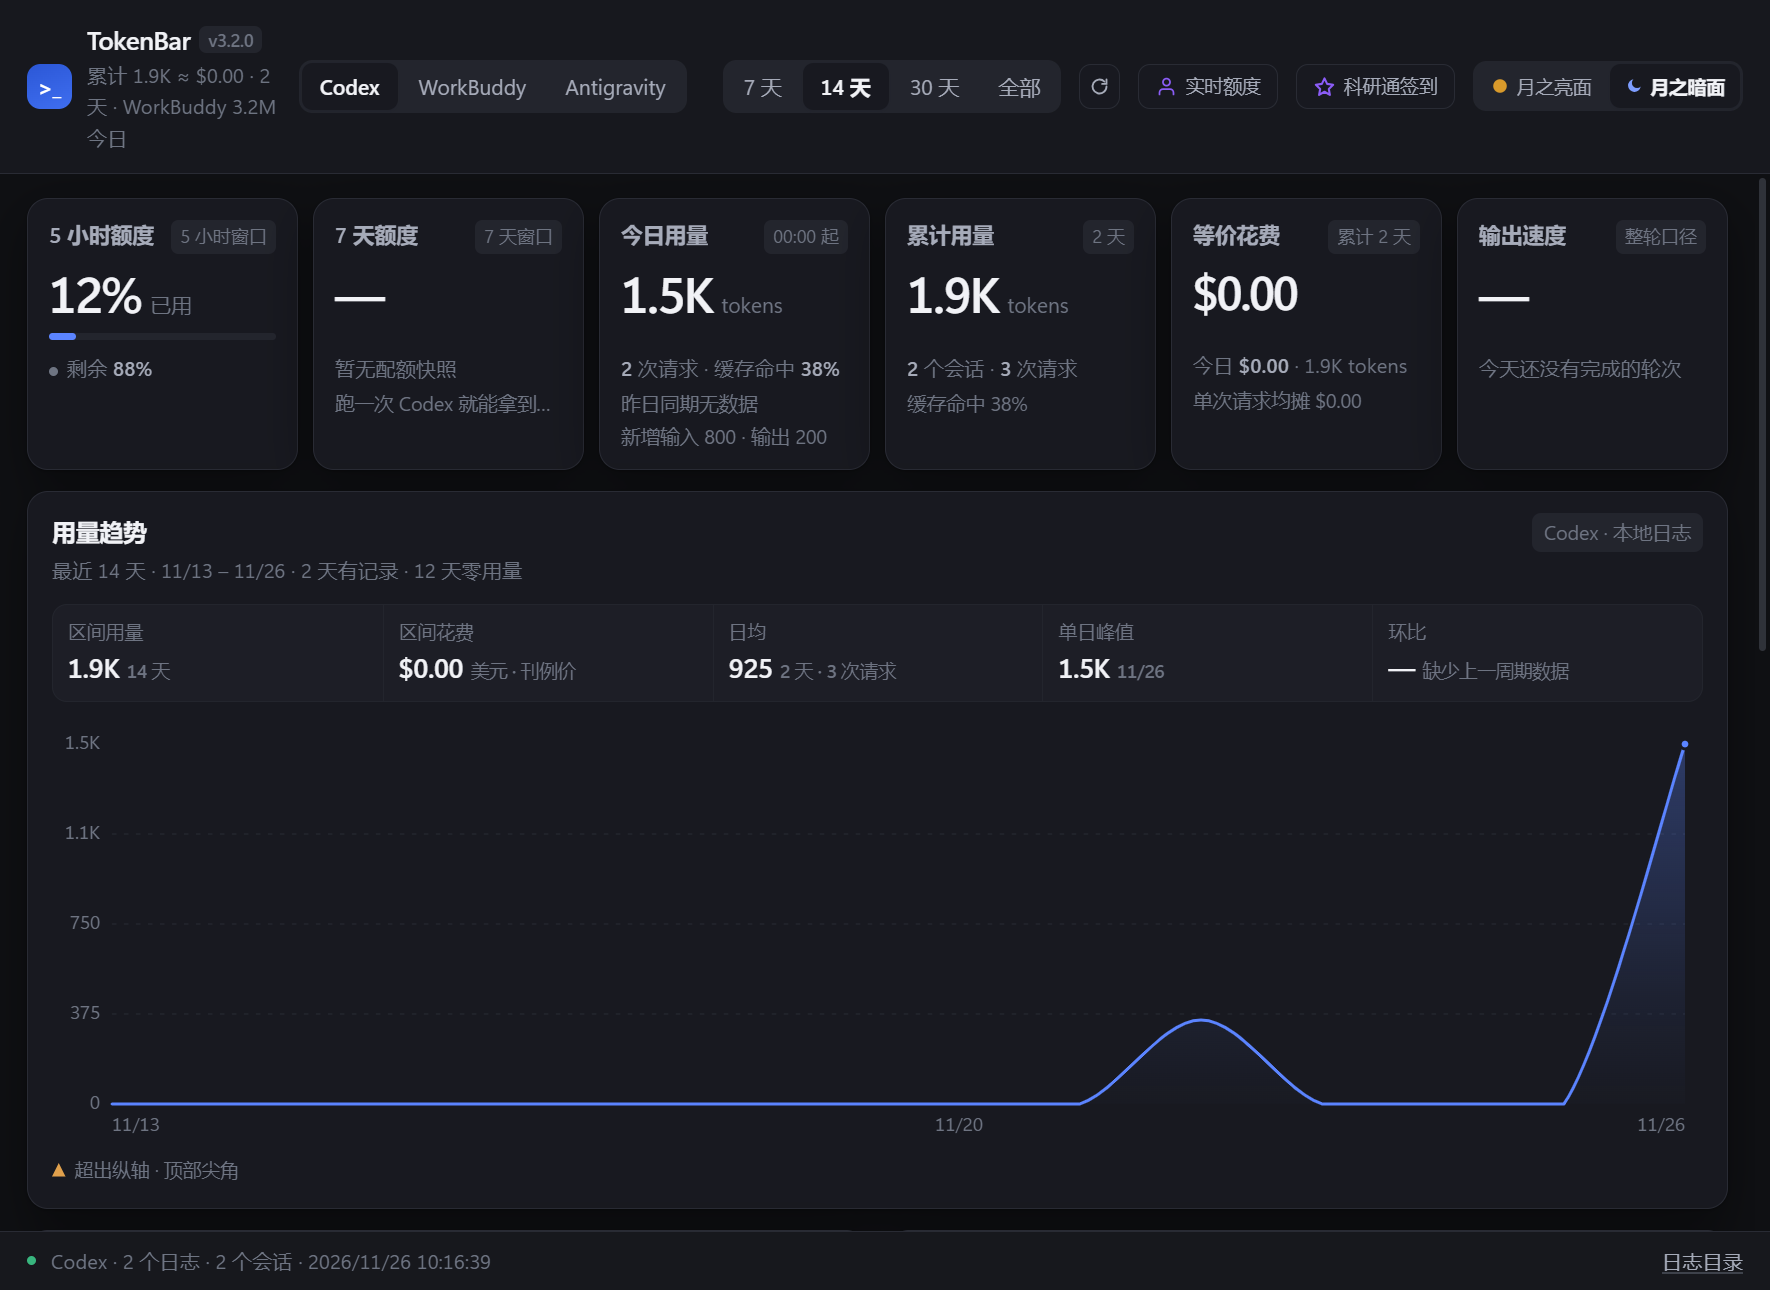 TokenBar v3.2.0
累计 1.9K ≈ $0.00 · 2
天 · WorkBuddy 3.2M
今日
>_
Codex WorkBuddy Antigravity
7 天 14 天 30 天 全部
实时额度
科研通签到
月之亮面 月之暗面
5 小时额度 5 小时窗口
12% 已用
剩余 88%
7 天额度 7 天窗口
—
暂无配额快照
跑一次 Codex 就能拿到...
今日用量 00:00 起
1.5K tokens
2 次请求 · 缓存命中 38%
昨日同期无数据
新增输入 800 · 输出 200
累计用量 2 天
1.9K tokens
2 个会话 · 3 次请求
缓存命中 38%
等价花费 累计 2 天
$0.00
今日 $0.00 · 1.9K tokens
单次请求均摊 $0.00
输出速度 整轮口径
—
今天还没有完成的轮次
用量趋势 Codex · 本地日志
最近 14 天 · 11/13 – 11/26 · 2 天有记录 · 12 天零用量
区间用量
1.9K 14 天
区间花费
$0.00 美元 · 刊例价
日均
925 2 天 · 3 次请求
单日峰值
1.5K 11/26
环比
— 缺少上一周期数据
1.5K
1.1K
750
375
0
11/13 11/20 11/26
超出纵轴 · 顶部尖角
Codex · 2 个日志 · 2 个会话 · 2026/11/26 10:16:39
日志目录